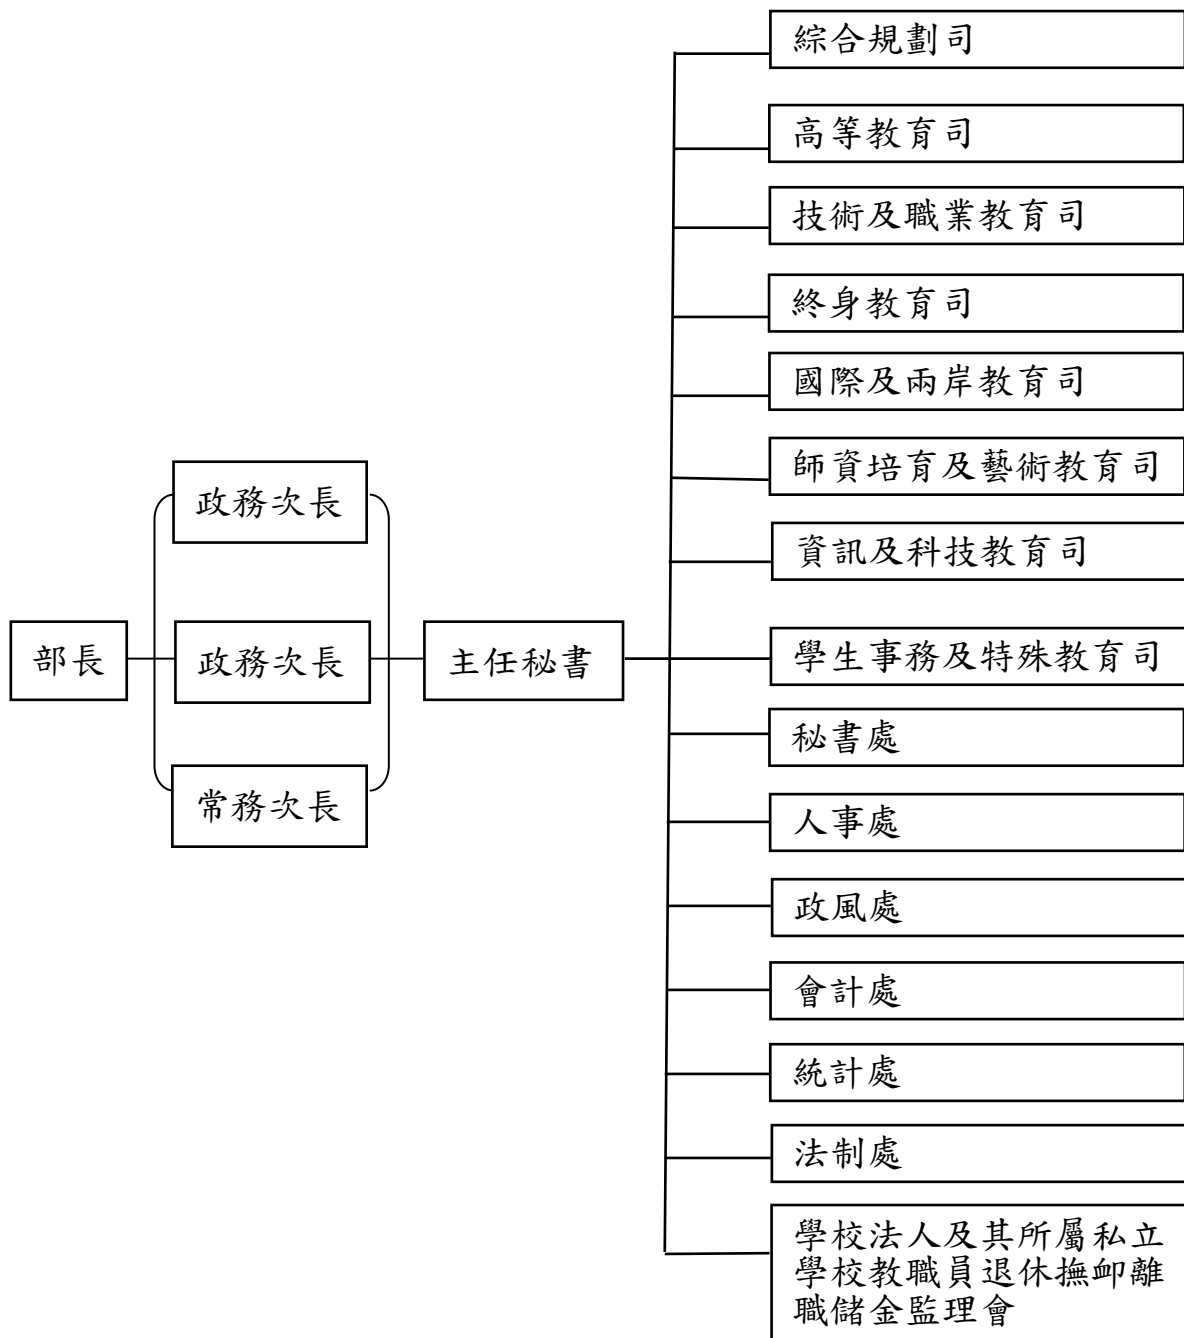 部長
政務次長
政務次長
常務次長
主任秘書
綜合規劃司
高等教育司
技術及職業教育司
終身教育司
國際及兩岸教育司
師資培育及藝術教育司
資訊及科技教育司
學生事務及特殊教育司
秘書處
人事處
政風處
會計處
統計處
法制處
學校法人及其所屬私立
學校教職員退休撫卹離
職儲金監理會